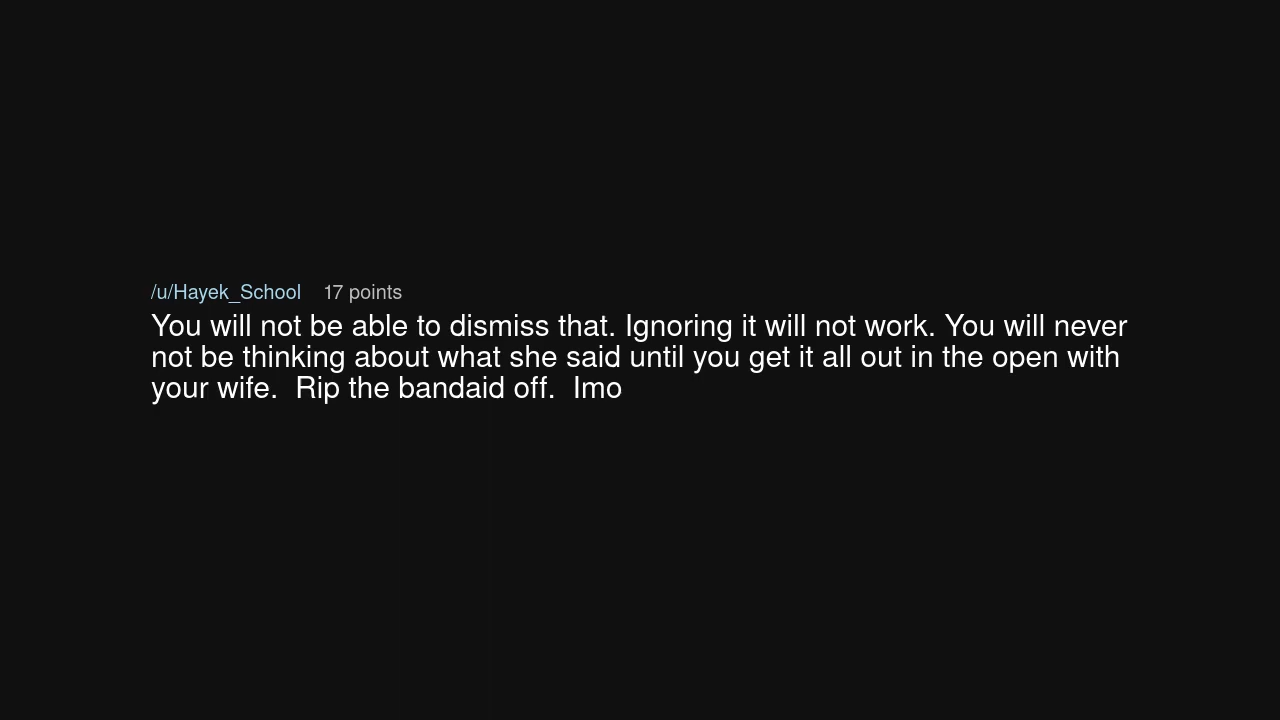 /u/Hayek_School 17 points
You will not be able to dismiss that. Ignoring it will not work. You will never
not be thinking about what she said until you get it all out in the open with
your wife.  Rip the bandaid off.  Imo